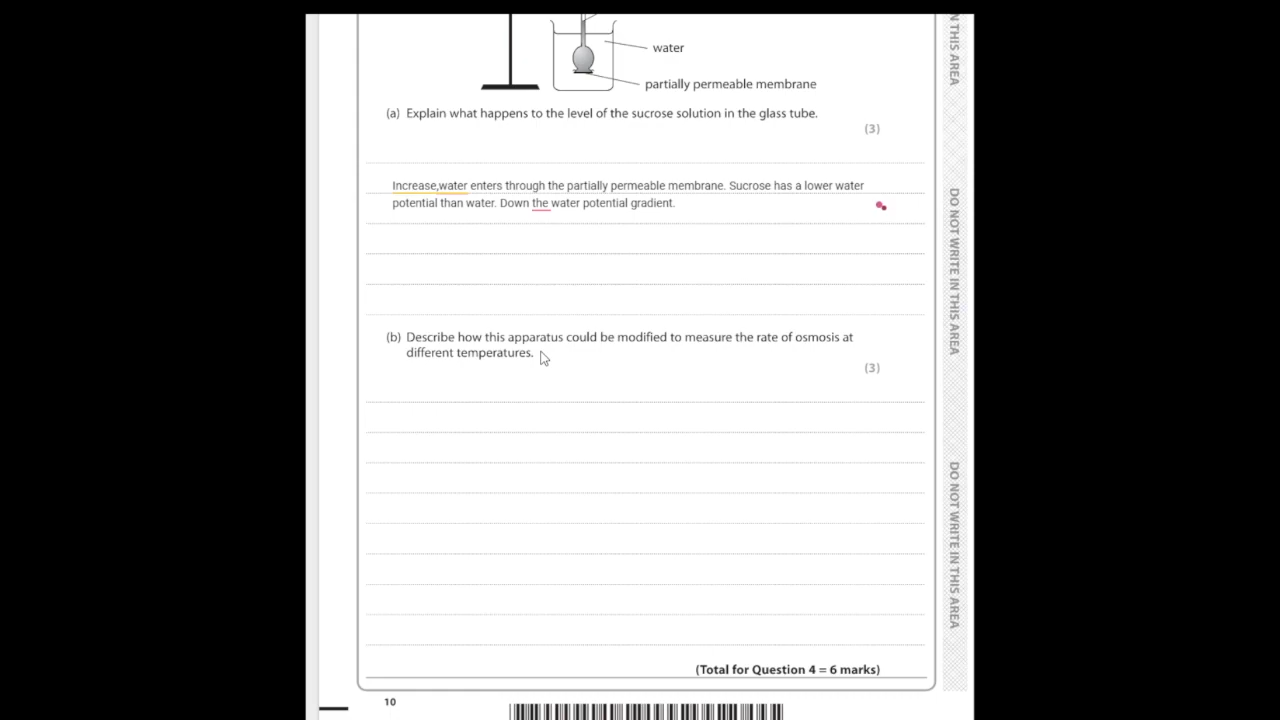 N THIS AREA
water
partially permeable membrane
(a) Explain what happens to the level of the sucrose solution in the glass tube.
(3)
Increase,water enters through the partially permeable membrane. Sucrose has a lower water
potential than water. Down the water potential gradient.
DO NOT WRITE IN THIS AREA
(b) Describe how this apparatus could be modified to measure the rate of osmosis at
different temperatures.
(3)
DO NOT WRITE IN THIS AREA
(Total for Question 4 = 6 marks)
10